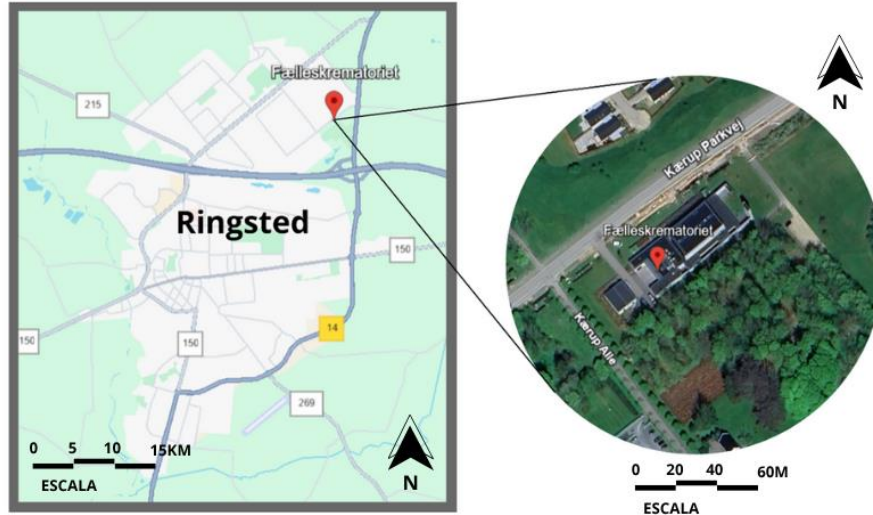 Fælleskrematoriet
215
Ringsted
150
150
14
150
269
0 5 10 15KM
ESCALA
N
N
Kærup Parkvej
Fælleskrematoriet
Kærup Alle
0 20 40 60M
ESCALA